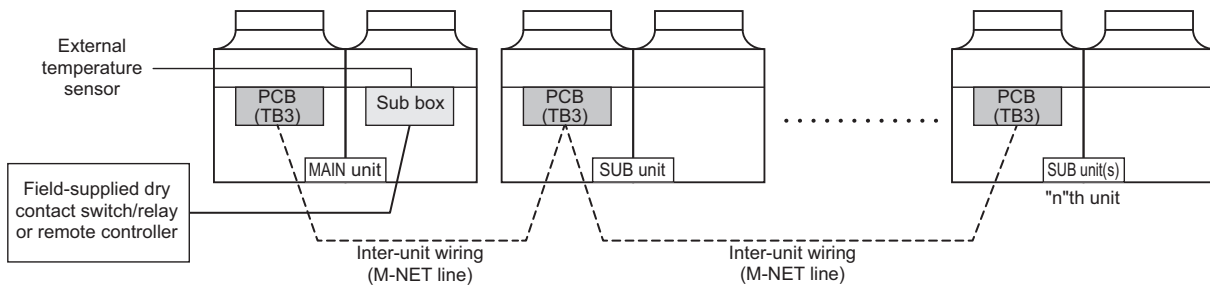 External
temperature
sensor
PCB
(TB3)
Sub box
MAIN unit
PCB
(TB3)
SUB unit
PCB
(TB3)
SUB unit(s)
"n"th unit
Field-supplied dry
contact switch/relay
or remote controller
Inter-unit wiring
(M-NET line)
Inter-unit wiring
(M-NET line)